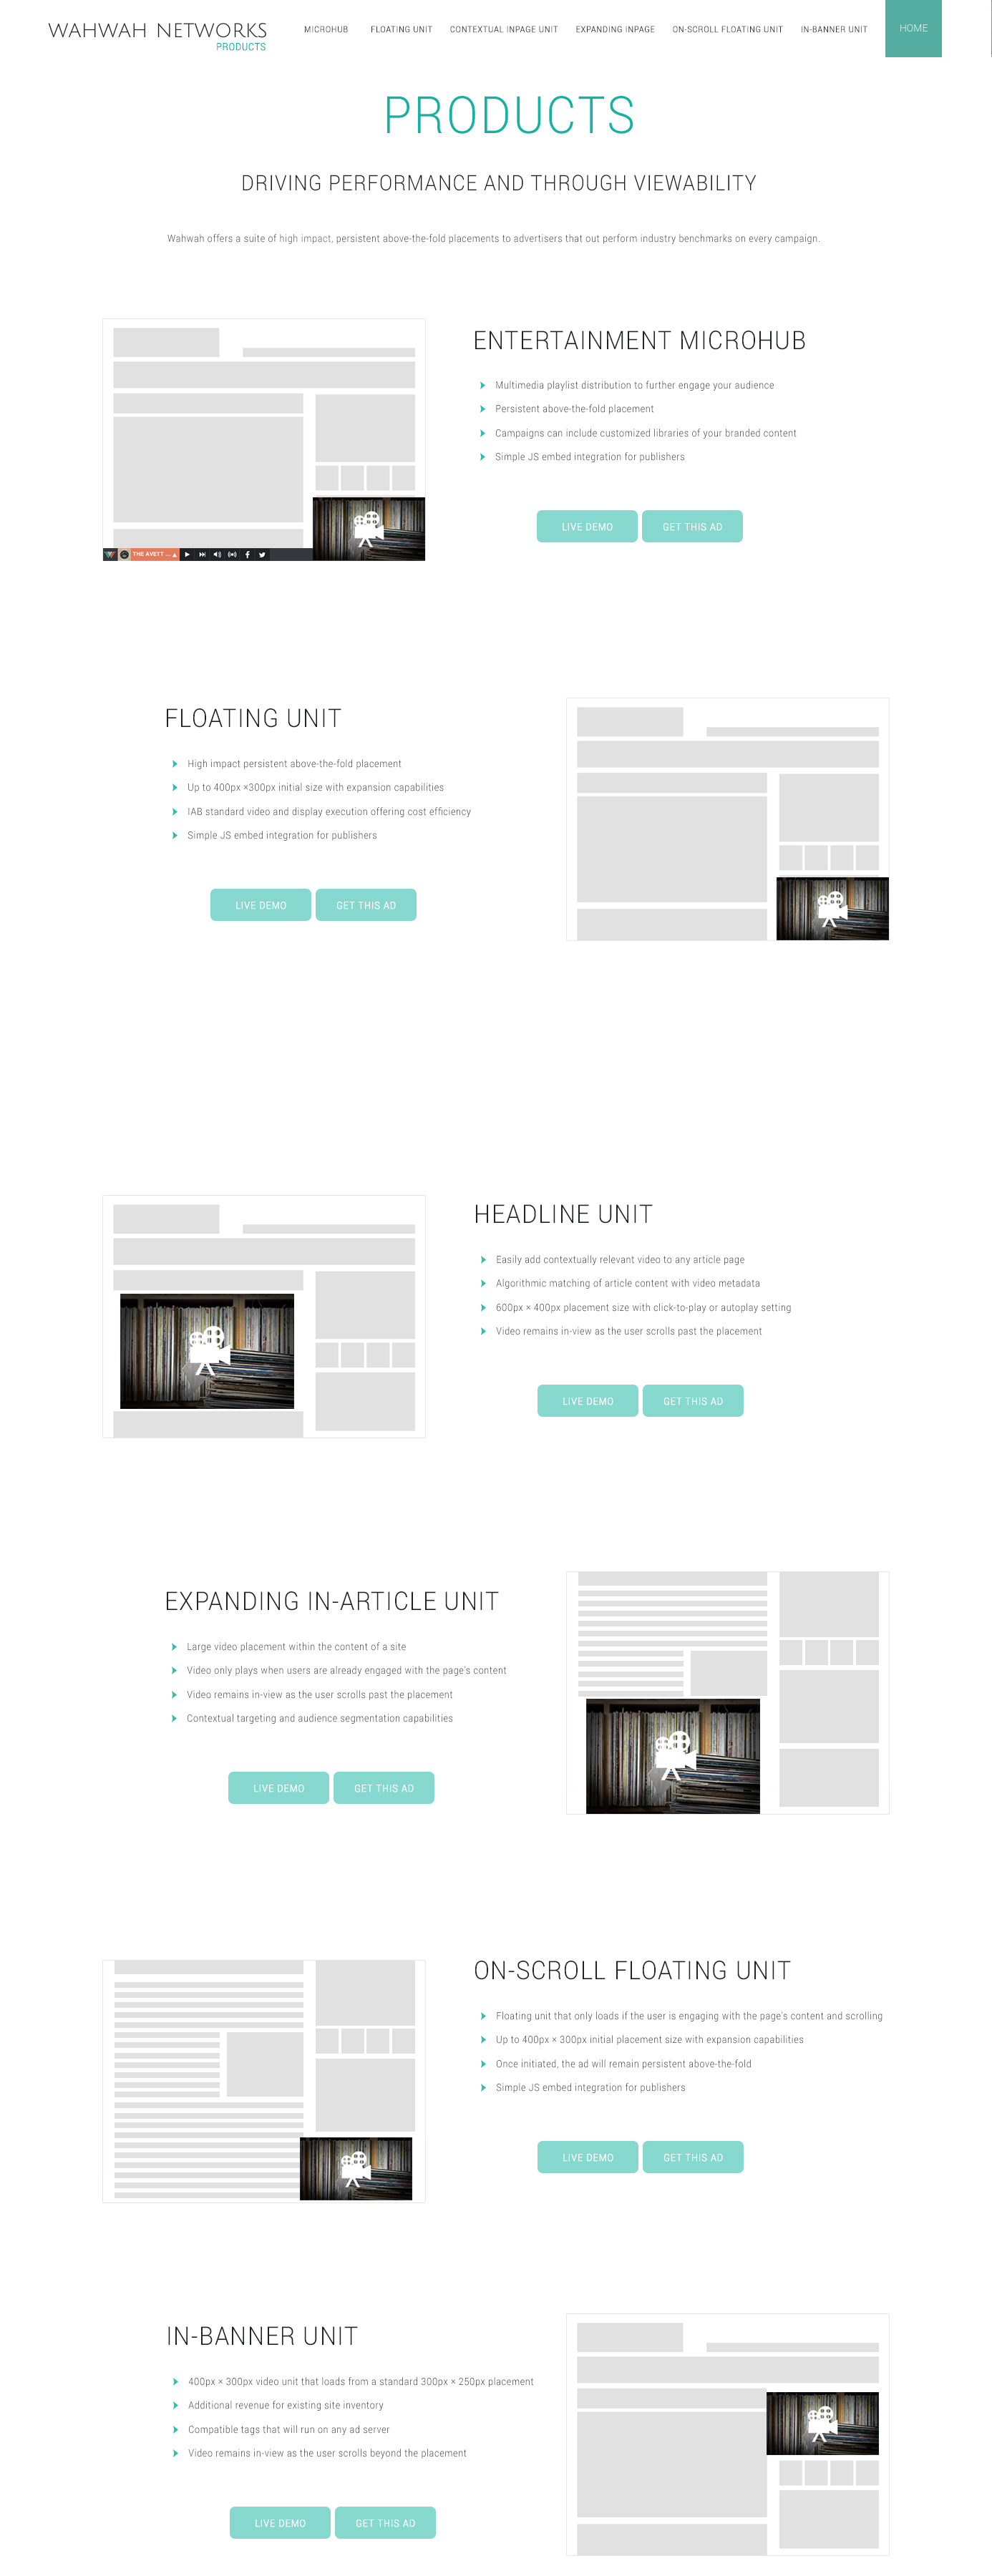 WAHWAH NETWORKS
PRODUCTS
MICROHUB
FLOATING UNIT
CONTEXTUAL INPAGE UNIT
EXPANDING INPAGE
ON-SCROLL FLOATING UNIT
IN-BANNER UNIT
HOME
PRODUCTS
DRIVING PERFORMANCE AND THROUGH VIEWABILITY
Wahwah offers a suite of high impact, persistent above-the-fold placements to advertisers that out perform industry benchmarks on every campaign.
ENTERTAINMENT MICROHUB
Multimedia playlist distribution to further engage your audience
Persistent above-the-fold placement
Campaigns can include customized libraries of your branded content
Simple JS embed integration for publishers
LIVE DEMO
GET THIS AD
THE AVETT ...
FLOATING UNIT
High impact persistent above-the-fold placement
Up to 400px ×300px initial size with expansion capabilities
IAB standard video and display execution offering cost efficiency
Simple JS embed integration for publishers
LIVE DEMO
GET THIS AD
HEADLINE UNIT
Easily add contextually relevant video to any article page
Algorithmic matching of article content with video metadata
600px × 400px placement size with click-to-play or autoplay setting
Video remains in-view as the user scrolls past the placement
LIVE DEMO
GET THIS AD
EXPANDING IN-ARTICLE UNIT
Large video placement within the content of a site
Video only plays when users are already engaged with the page's content
Video remains in-view as the user scrolls past the placement
Contextual targeting and audience segmentation capabilities
LIVE DEMO
GET THIS AD
ON-SCROLL FLOATING UNIT
Floating unit that only loads if the user is engaging with the page's content and scrolling
Up to 400px × 300px initial placement size with expansion capabilities
Once initiated, the ad will remain persistent above-the-fold
Simple JS embed integration for publishers
LIVE DEMO
GET THIS AD
IN-BANNER UNIT
400px × 300px video unit that loads from a standard 300px × 250px placement
Additional revenue for existing site inventory
Compatible tags that will run on any ad server
Video remains in-view as the user scrolls beyond the placement
LIVE DEMO
GET THIS AD